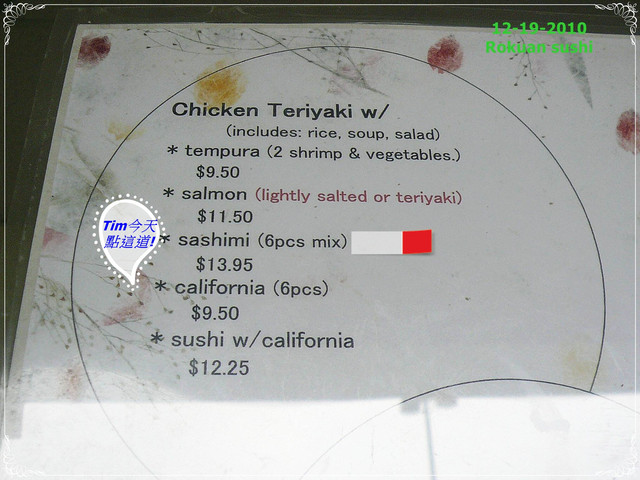 12-19-2010
Rokuan sushi
Chicken Teriyaki w/
(includes: rice, soup, salad)
* tempura (2 shrimp & vegetables.)
$9.50
* salmon (lightly salted or teriyaki)
$11.50
Tim今天
點這道!
* sashimi (6pcs mix)
$13.95
* california (6pcs)
$9.50
* sushi w/california
$12.25